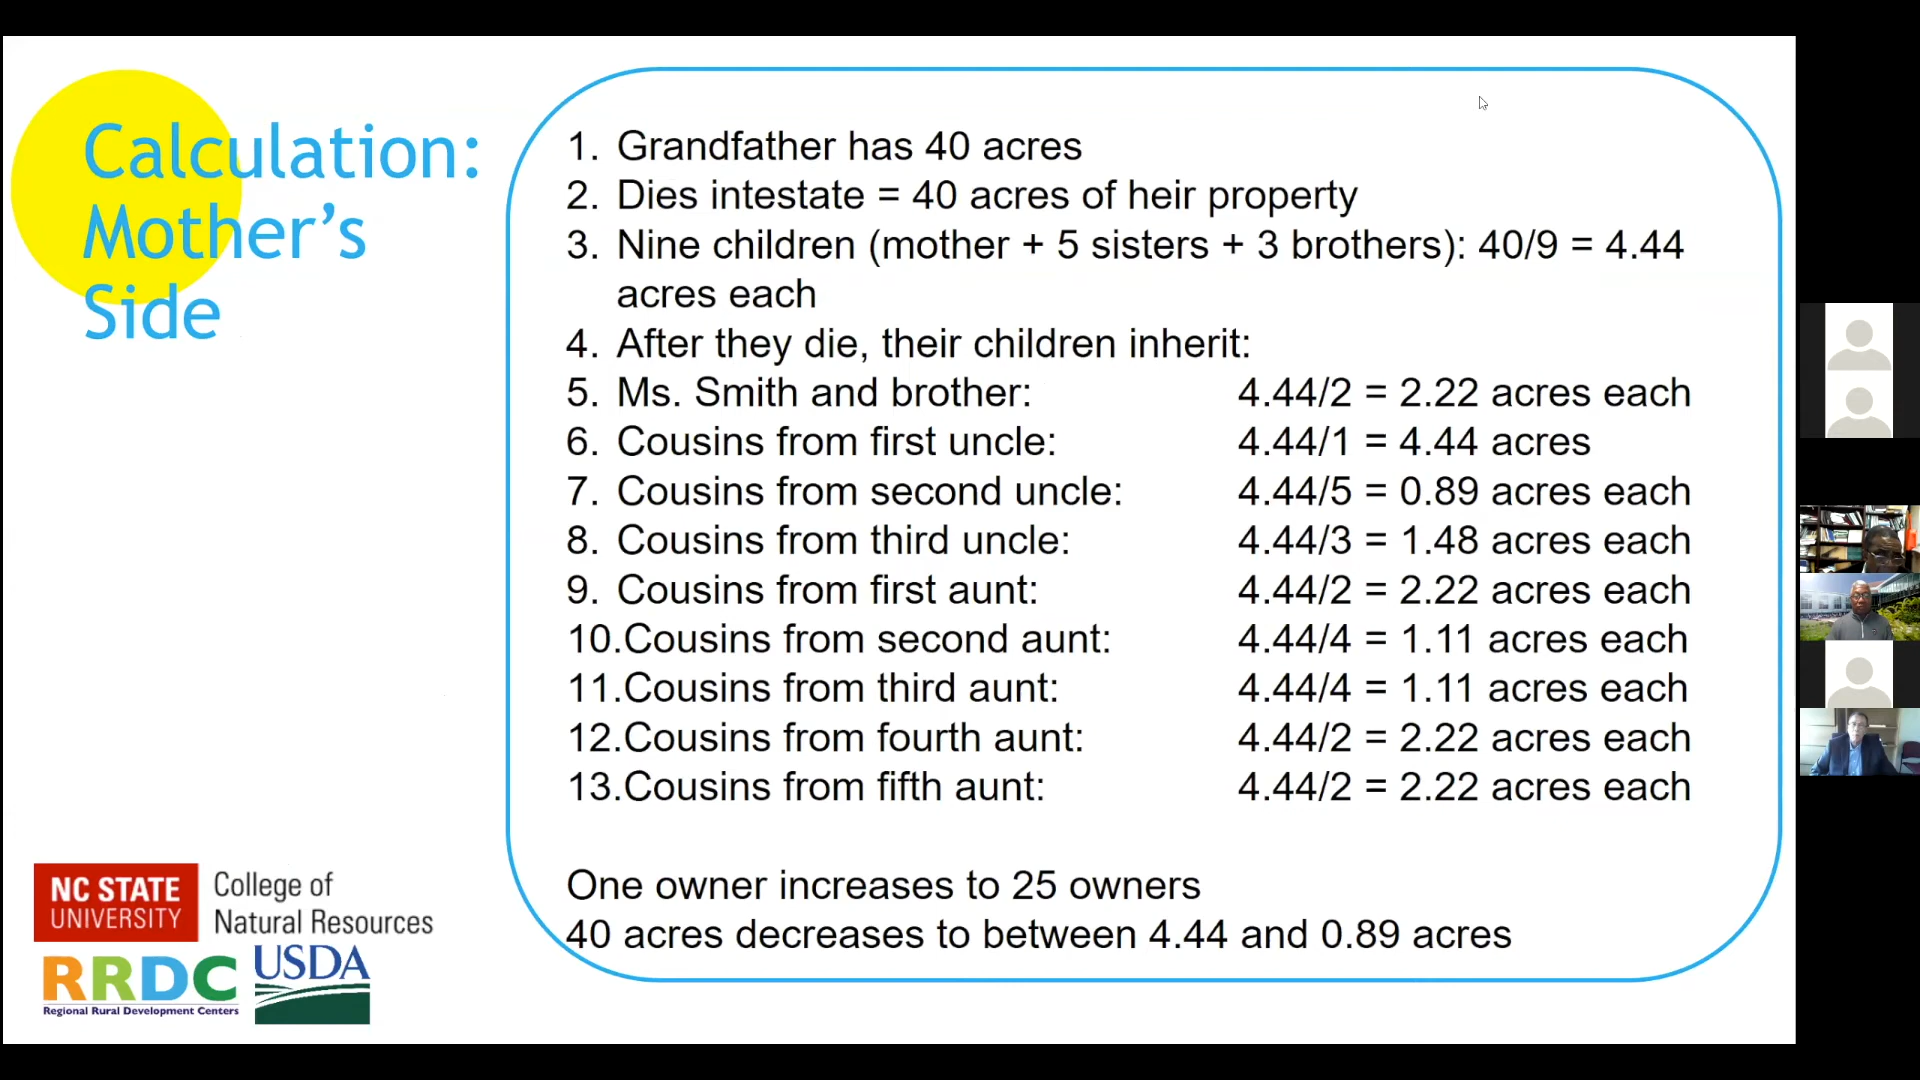 Calculation:
Mother's
Side
1. Grandfather has 40 acres
2. Dies intestate = 40 acres of heir property
3. Nine children (mother + 5 sisters + 3 brothers): 40/9 = 4.44
acres each
4. After they die, their children inherit:
5. Ms. Smith and brother: 4.44/2 = 2.22 acres each
6. Cousins from first uncle: 4.44/1 = 4.44 acres
7. Cousins from second uncle: 4.44/5 = 0.89 acres each
8. Cousins from third uncle: 4.44/3 = 1.48 acres each
9. Cousins from first aunt: 4.44/2 = 2.22 acres each
10.Cousins from second aunt: 4.44/4 = 1.11 acres each
11.Cousins from third aunt: 4.44/4 = 1.11 acres each
12.Cousins from fourth aunt: 4.44/2 = 2.22 acres each
13.Cousins from fifth aunt: 4.44/2 = 2.22 acres each
One owner increases to 25 owners
40 acres decreases to between 4.44 and 0.89 acres
NC STATE
UNIVERSITY
College of
Natural Resources
RRDC
Regional Rural Development Centers
USDA